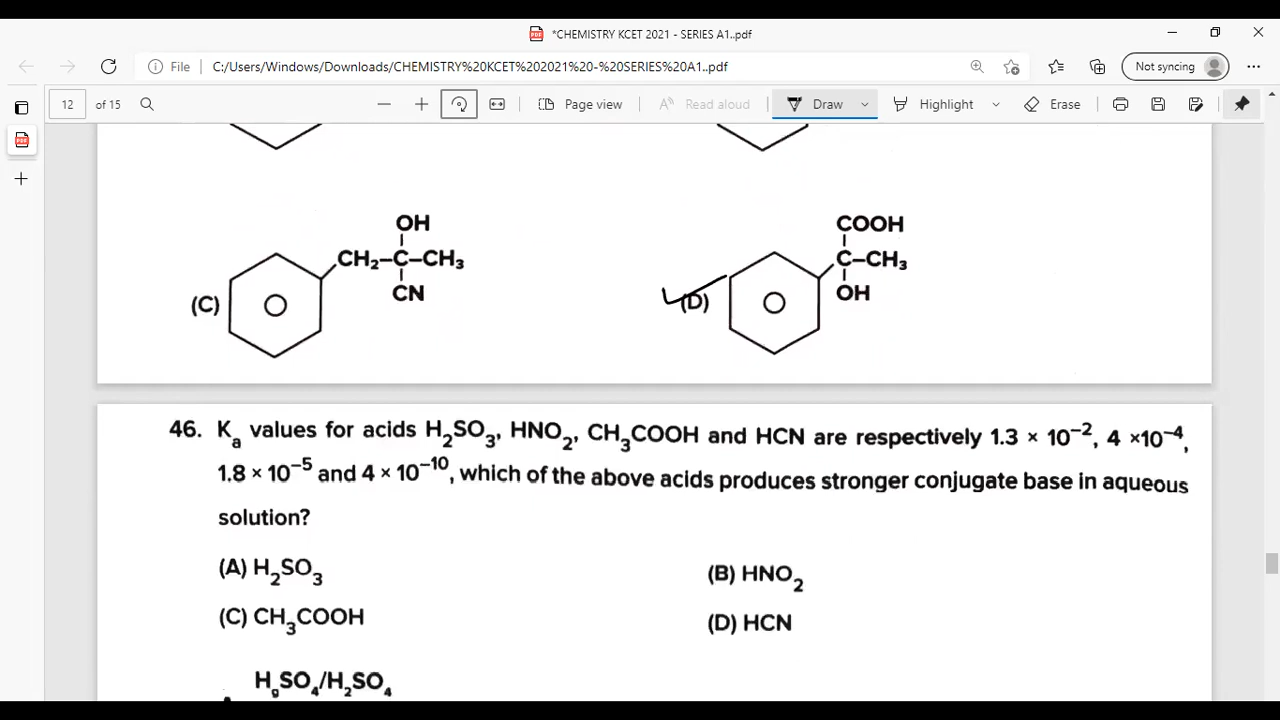 *CHEMISTRY KCET 2021 - SERIES A1..pdf
File C:/Users/Windows/Downloads/CHEMISTRY%20KCET%202021%20-%20SERIES%20A1..pdf Not syncing
12 of 15 Page view Read aloud Draw Highlight Erase
OH
CH₂–C–CH₃
CN
(C)
COOH
C–CH₃
OH
(D)
46. Kₐ values for acids H₂SO₃, HNO₂, CH₃COOH and HCN are respectively 1.3 × 10⁻², 4 ×10⁻⁴,
1.8 × 10⁻⁵ and 4 × 10⁻¹⁰, which of the above acids produces stronger conjugate base in aqueous
solution?
(A) H₂SO₃ (B) HNO₂
(C) CH₃COOH (D) HCN
HgSO₄/H₂SO₄